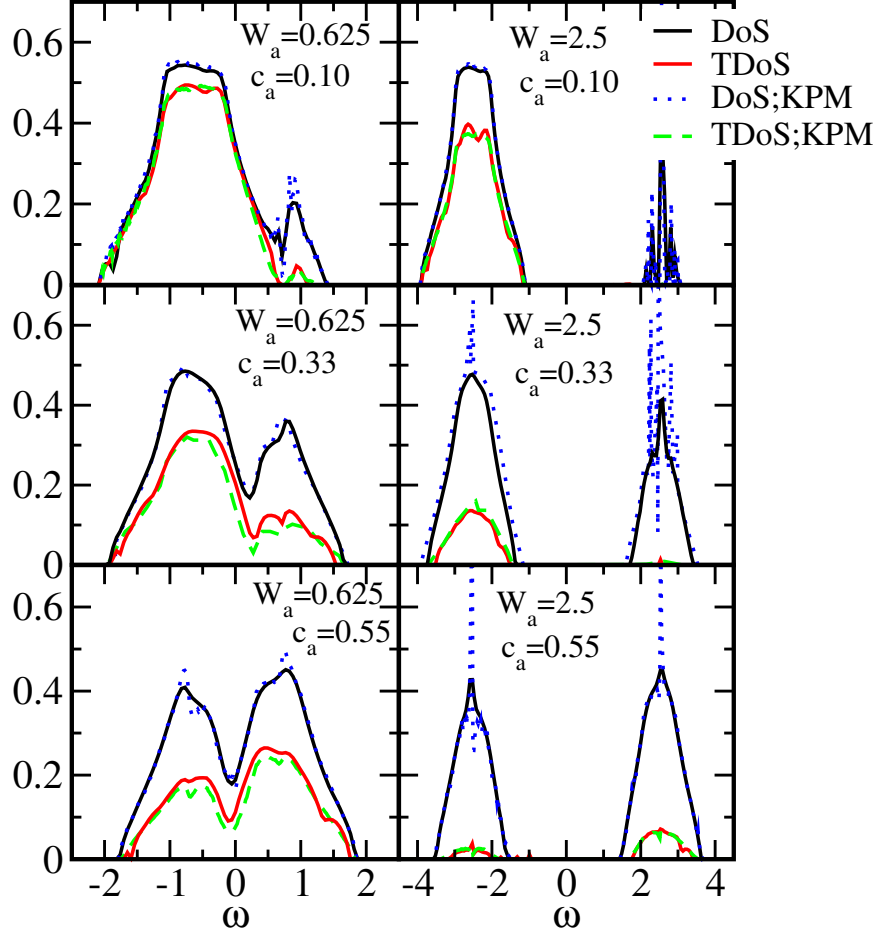 0.6
0.4
0.2
0
W_a=0.625
c_a=0.10
W_a=2.5
c_a=0.10
DoS
TDoS
DoS;KPM
TDoS;KPM
0.6
0.4
0.2
0
W_a=0.625
c_a=0.33
W_a=2.5
c_a=0.33
0.6
0.4
0.2
0
W_a=0.625
c_a=0.55
W_a=2.5
c_a=0.55
-2 -1 0 1 2 -4 -2 0 2 4
ω ω